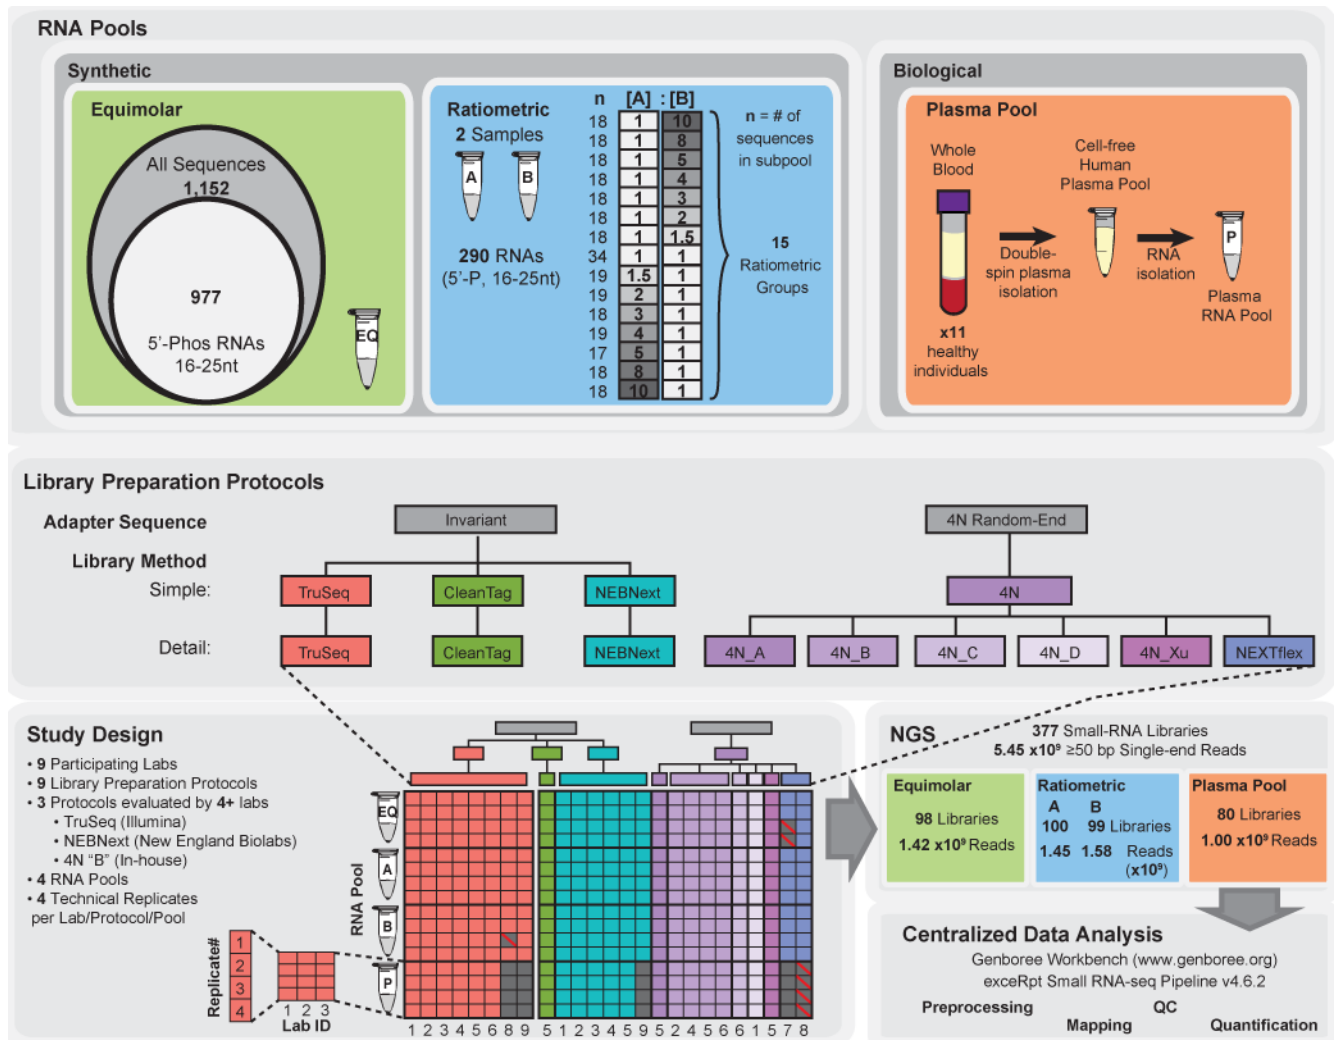 RNA Pools
Synthetic
Equimolar
All Sequences
1,152
977
5'-Phos RNAs
16-25nt
EQ
Ratiometric
2 Samples
A B
290 RNAs
(5'-P, 16-25nt)
n [A] : [B]
18 1 10
18 1 8
18 1 5
18 1 4
18 1 3
18 1 2
18 1 1.5
34 1 1
19 1.5 1
19 2 1
18 3 1
19 4 1
17 5 1
18 8 1
18 10 1
n = # of
sequences
in subpool
15
Ratiometric
Groups
Biological
Plasma Pool
Whole
Blood
x11
healthy
individuals
Double-
spin plasma
isolation
Cell-free
Human
Plasma Pool
RNA
isolation
P
Plasma
RNA Pool
Library Preparation Protocols
Adapter Sequence
Invariant
4N Random-End
Library Method
Simple:
TruSeq
CleanTag
NEBNext
4N
Detail:
TruSeq
CleanTag
NEBNext
4N_A
4N_B
4N_C
4N_D
4N_Xu
NEXTflex
Study Design
• 9 Participating Labs
• 9 Library Preparation Protocols
• 3 Protocols evaluated by 4+ labs
• TruSeq (Illumina)
• NEBNext (New England Biolabs)
• 4N "B" (In-house)
• 4 RNA Pools
• 4 Technical Replicates
per Lab/Protocol/Pool
Replicate#
1
2
3
4
1 2 3
Lab ID
RNA Pool
EQ
A
B
P
1 2 3 4 5 6 8 9 5 1 2 3 4 5 9 5 2 4 5 6 6 1 5 7 8
NGS
377 Small-RNA Libraries
5.45 x10⁹ ≥50 bp Single-end Reads
Equimolar
98 Libraries
1.42 x10⁹ Reads
Ratiometric
A B
100 99 Libraries
1.45 1.58 Reads
(x10⁹)
Plasma Pool
80 Libraries
1.00 x10⁹ Reads
Centralized Data Analysis
Genboree Workbench (www.genboree.org)
exceRpt Small RNA-seq Pipeline v4.6.2
Preprocessing
QC
Mapping
Quantification